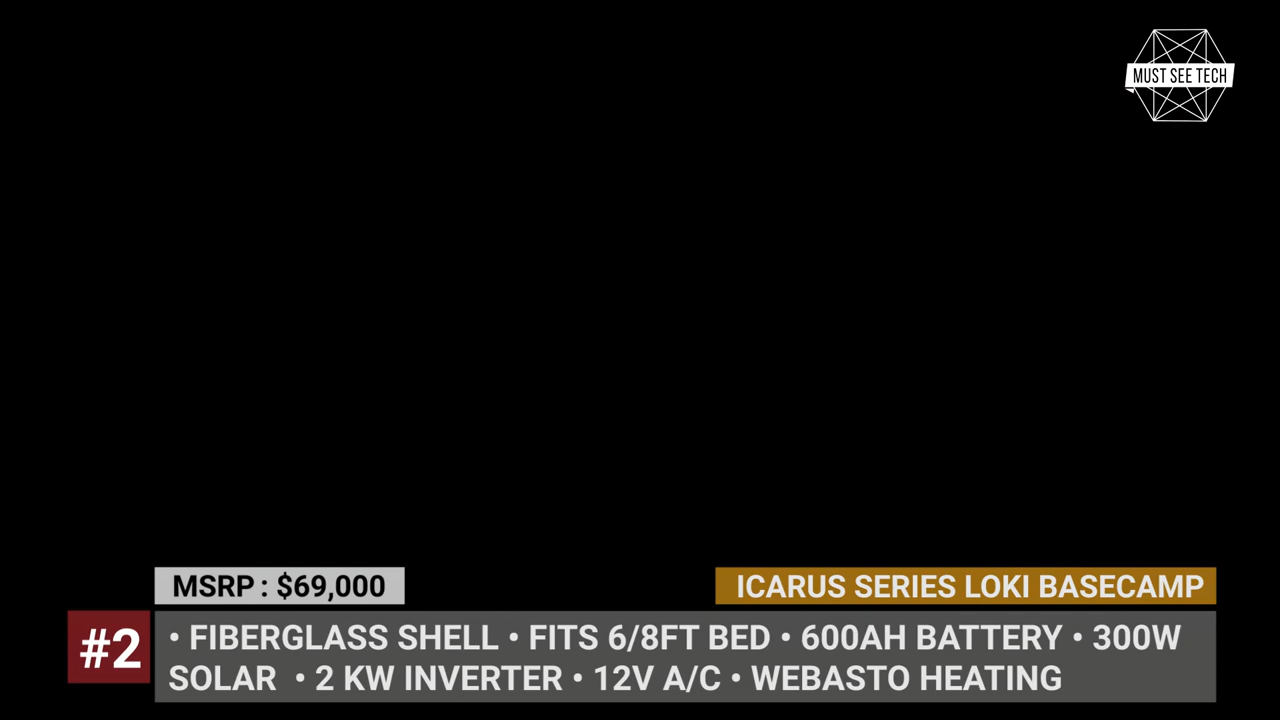 MUST SEE TECH
MSRP : $69,000
ICARUS SERIES LOKI BASECAMP
#2
• FIBERGLASS SHELL • FITS 6/8FT BED • 600AH BATTERY • 300W
SOLAR • 2 KW INVERTER • 12V A/C • WEBASTO HEATING